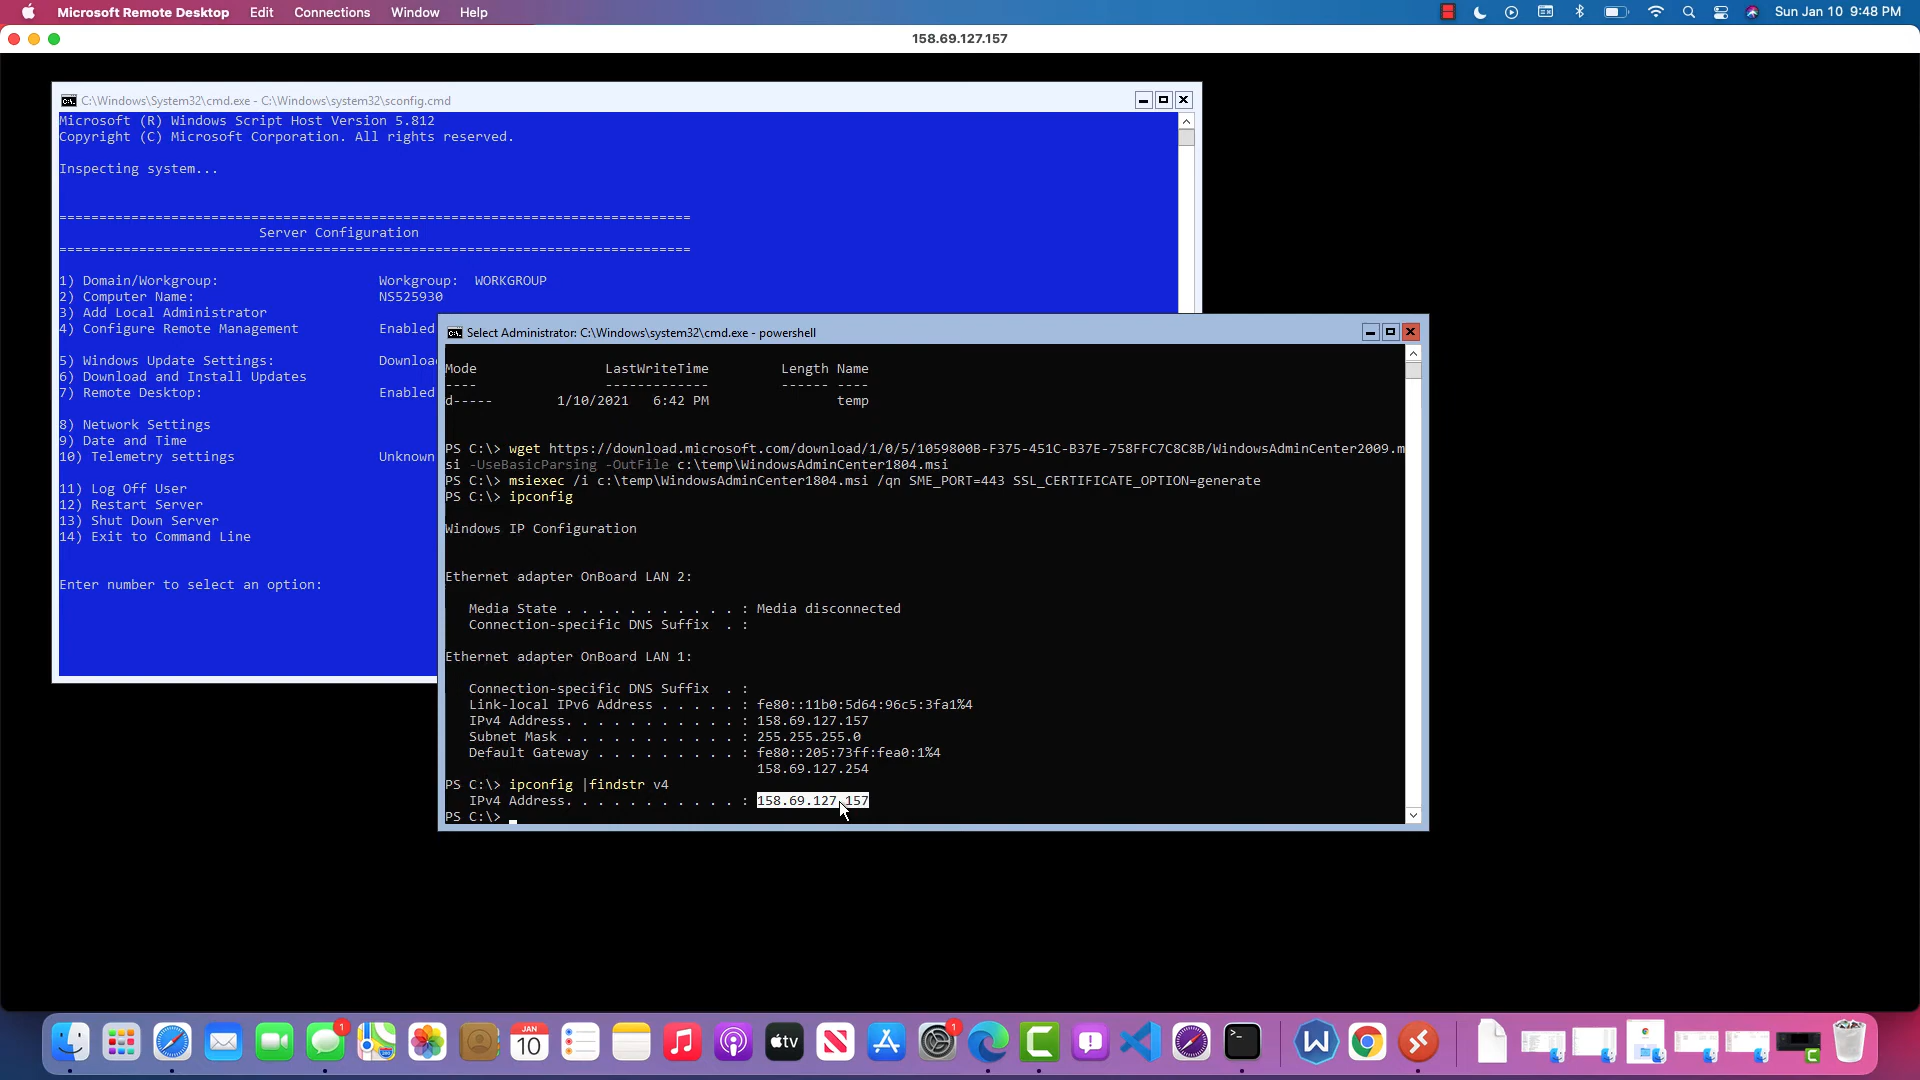 Microsoft Remote Desktop Edit Connections Window Help
Sun Jan 10 9:48 PM
158.69.127.157
C:\Windows\System32\cmd.exe - C:\Windows\system32\sconfig.cmd
Microsoft (R) Windows Script Host Version 5.812
Copyright (C) Microsoft Corporation. All rights reserved.
Inspecting system...
===============================================================================
Server Configuration
===============================================================================
1) Domain/Workgroup: Workgroup: WORKGROUP
2) Computer Name: NS525930
3) Add Local Administrator
4) Configure Remote Management Enabled
5) Windows Update Settings: Downloa
6) Download and Install Updates
7) Remote Desktop: Enabled
8) Network Settings
9) Date and Time
10) Telemetry settings Unknown
11) Log Off User
12) Restart Server
13) Shut Down Server
14) Exit to Command Line
Enter number to select an option:
Select Administrator: C:\Windows\system32\cmd.exe - powershell
Mode LastWriteTime Length Name
---- ------------- ------ ----
d----- 1/10/2021 6:42 PM temp
PS C:\> wget https://download.microsoft.com/download/1/0/5/1059800B-F375-451C-B37E-758FFC7C8C8B/WindowsAdminCenter2009.m
si -UseBasicParsing -OutFile c:\temp\WindowsAdminCenter1804.msi
PS C:\> msiexec /i c:\temp\WindowsAdminCenter1804.msi /qn SME_PORT=443 SSL_CERTIFICATE_OPTION=generate
PS C:\> ipconfig
Windows IP Configuration
Ethernet adapter OnBoard LAN 2:
Media State . . . . . . . . . . . : Media disconnected
Connection-specific DNS Suffix . :
Ethernet adapter OnBoard LAN 1:
Connection-specific DNS Suffix . :
Link-local IPv6 Address . . . . . : fe80::11b0:5d64:96c5:3fa1%4
IPv4 Address. . . . . . . . . . . : 158.69.127.157
Subnet Mask . . . . . . . . . . . : 255.255.255.0
Default Gateway . . . . . . . . . : fe80::205:73ff:fea0:1%4
158.69.127.254
PS C:\> ipconfig |findstr v4
IPv4 Address. . . . . . . . . . . : 158.69.127.157
PS C:\>
1
JAN
10
tv
1
>_
W